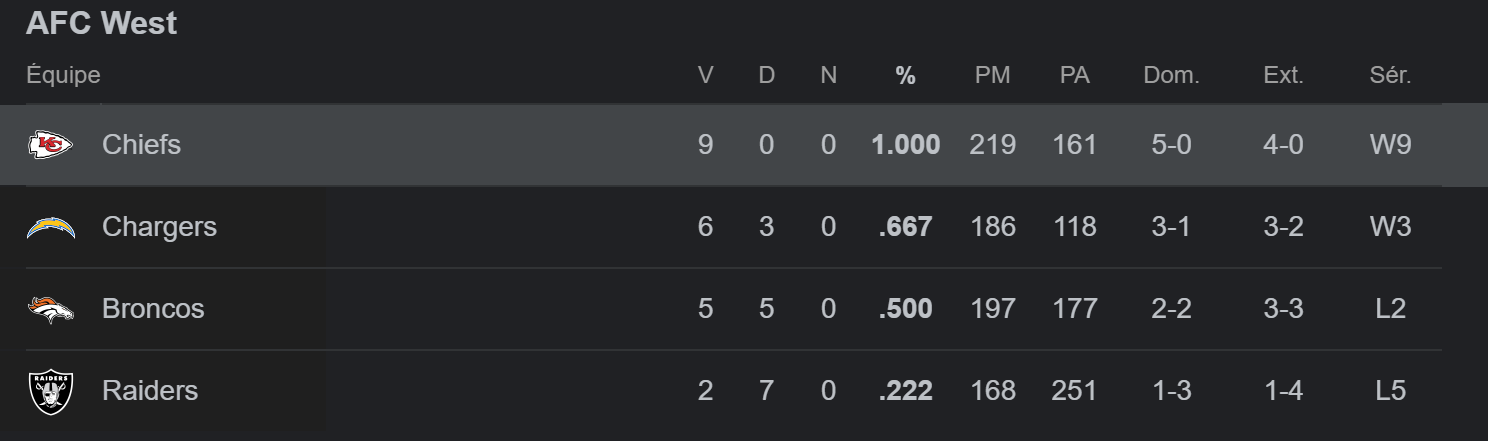 AFC West
Équipe V D N % PM PA Dom. Ext. Sér.
KC Chiefs 9 0 0 1.000 219 161 5-0 4-0 W9
Chargers 6 3 0 .667 186 118 3-1 3-2 W3
Broncos 5 5 0 .500 197 177 2-2 3-3 L2
RAIDERS Raiders 2 7 0 .222 168 251 1-3 1-4 L5